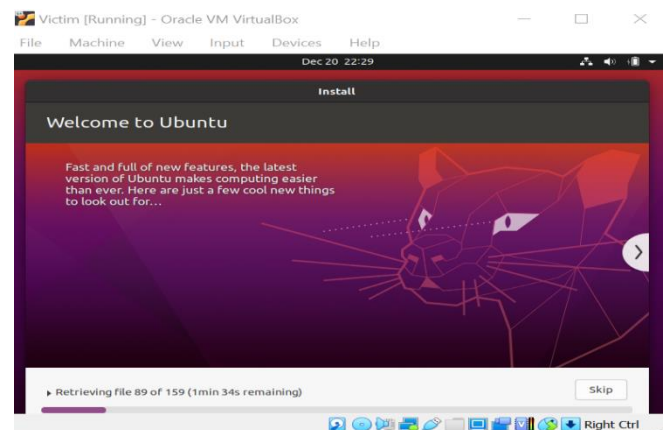 Victim [Running] - Oracle VM VirtualBox
File Machine View Input Devices Help
Dec 20 22:29
Install
Welcome to Ubuntu
Fast and full of new features, the latest
version of Ubuntu makes computing easier
than ever. Here are just a few cool new things
to look out for...
Retrieving file 89 of 159 (1min 34s remaining)
Skip
Right Ctrl